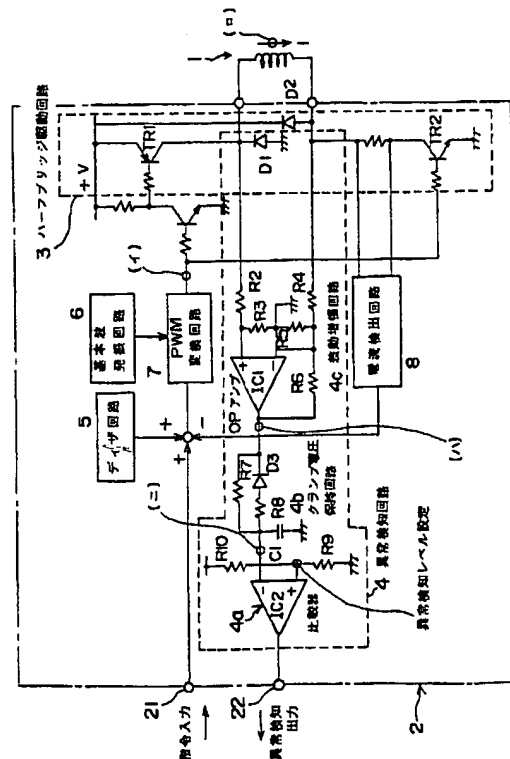 3 ハーフブリッジ駆動回路
+V
TR1
D1
D2
(ロ)
TR2
(イ)
6
基本波
発振回路
7
PWM
変換回路
5
ディザ回路
+
+
-
R2
R3
R4
R5
R6
OPアンプ
IC1
+
-
4c 差動増幅回路
電流検出回路
8
(ハ)
R7
D3
R8
4b
クランプ電圧
保持回路
(ニ)
C1
R10
R9
4a
IC2
-
+
比較器
4 異常検知回路
異常検知レベル設定
21
指令入力
22
異常検知
出力
2